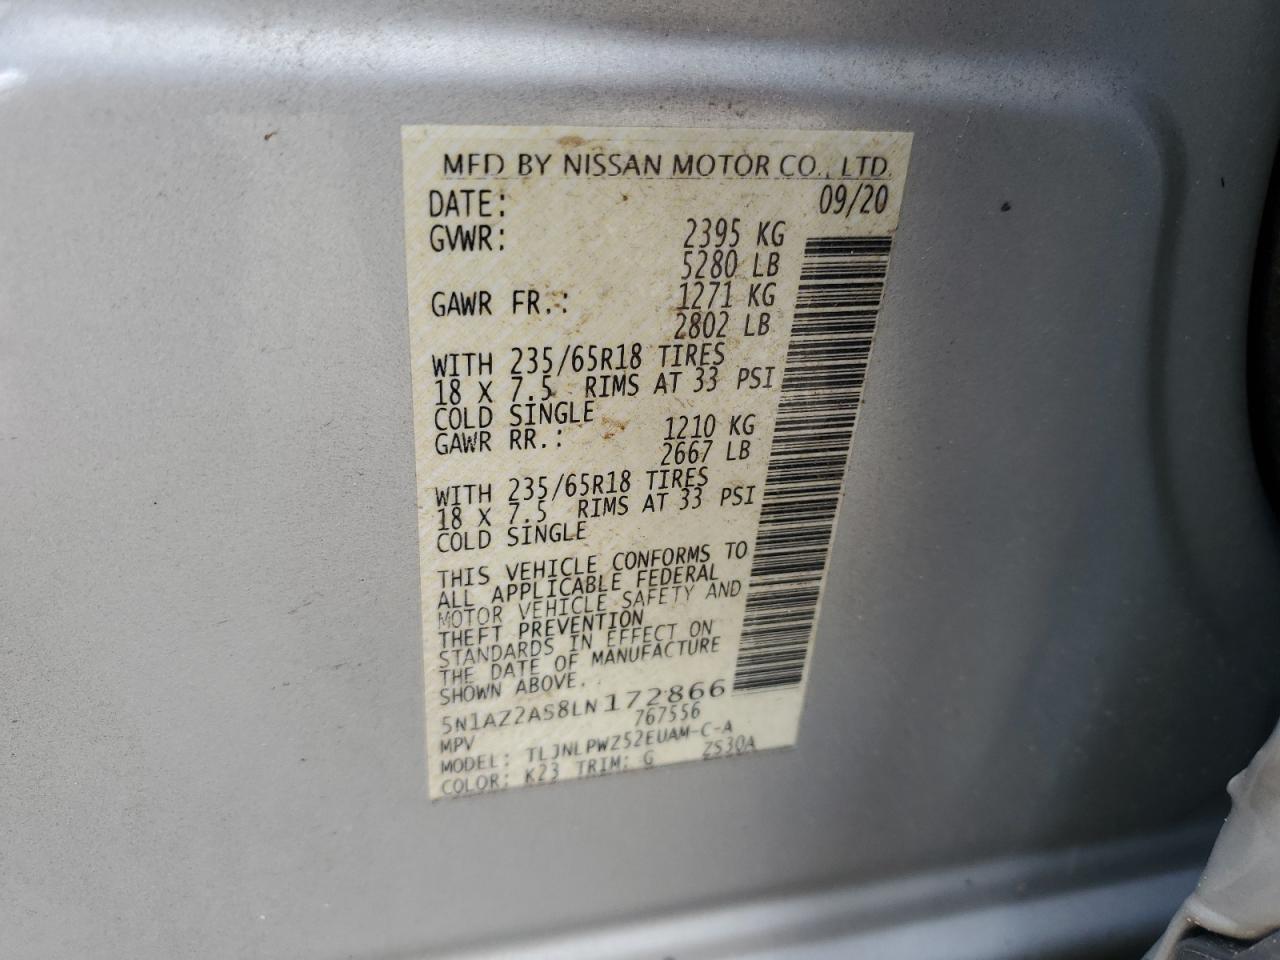 MFD BY NISSAN MOTOR CO., LTD.
DATE: 09/20
GVWR: 2395 KG
5280 LB
GAWR FR.: 1271 KG
2802 LB
WITH 235/65R18 TIRES
18 X 7.5 RIMS AT 33 PSI
COLD SINGLE
GAWR RR.: 1210 KG
2667 LB
WITH 235/65R18 TIRES
18 X 7.5 RIMS AT 33 PSI
COLD SINGLE
THIS VEHICLE CONFORMS TO
ALL APPLICABLE FEDERAL
MOTOR VEHICLE SAFETY AND
THEFT PREVENTION
STANDARDS IN EFFECT ON
THE DATE OF MANUFACTURE
SHOWN ABOVE.
5N1AZ2AS8LN172866
MPV 767556
MODEL: TLJNLPWZ52EUAM-C-A
COLOR: K23 TRIM: G ZS30A